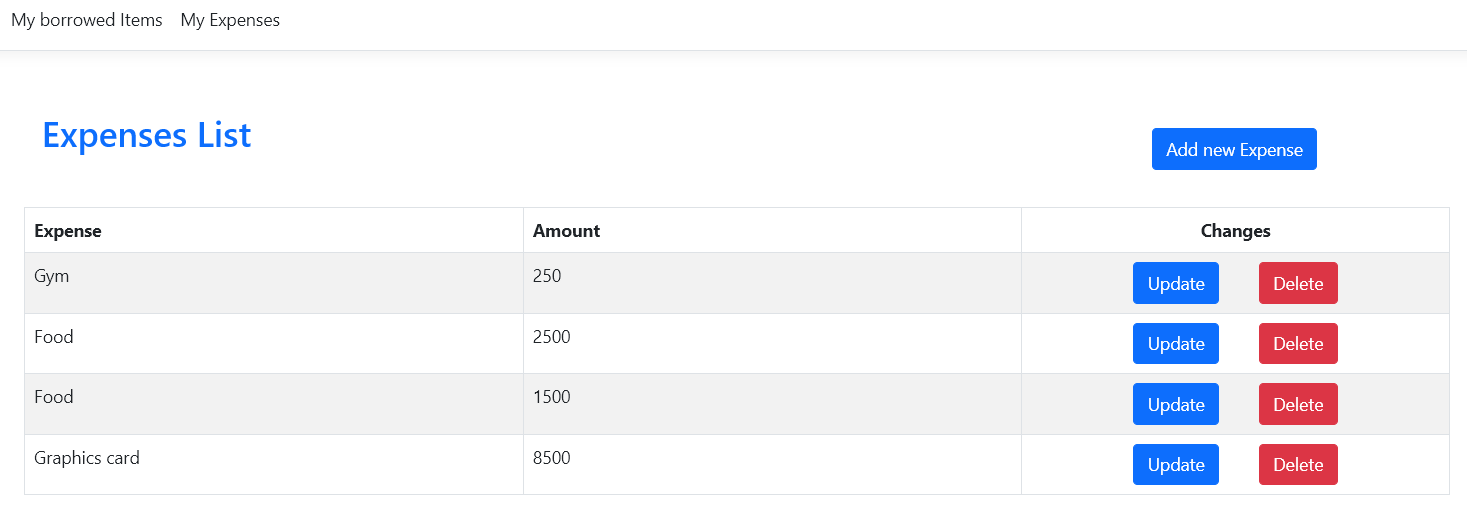 My borrowed Items My Expenses
Expenses List
Add new Expense
Expense Amount Changes
Gym 250 Update Delete
Food 2500 Update Delete
Food 1500 Update Delete
Graphics card 8500 Update Delete